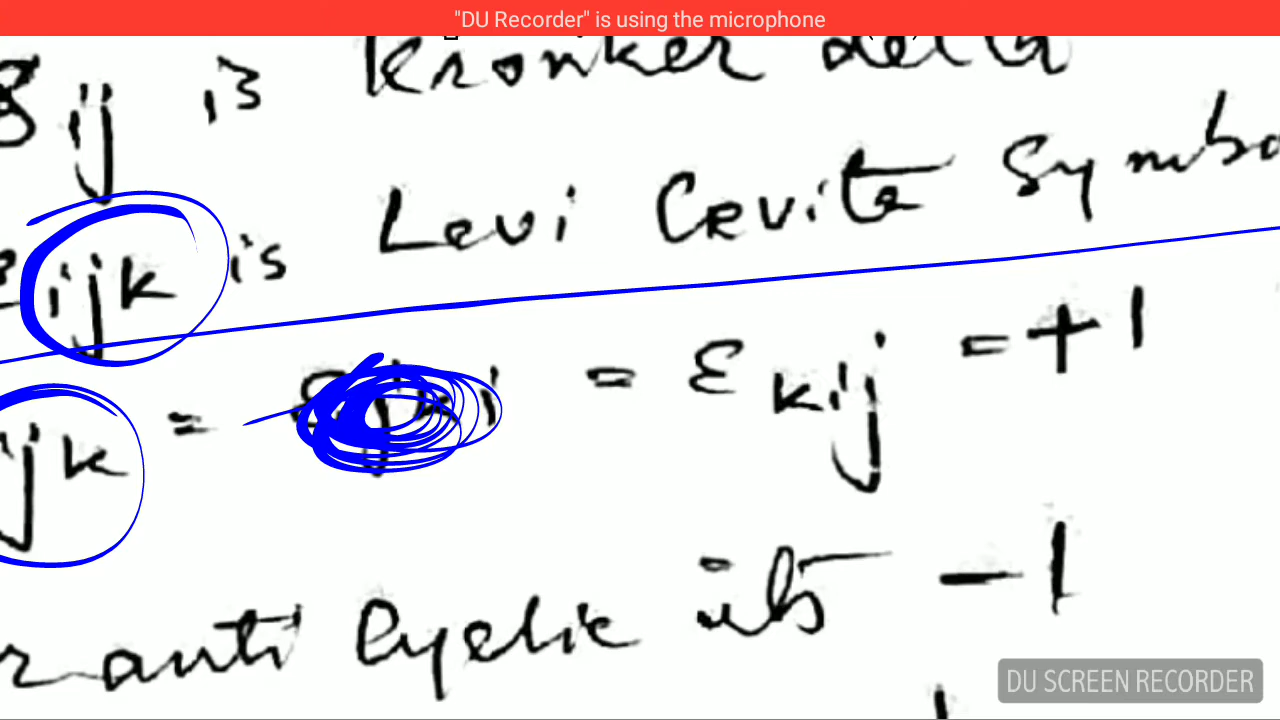 "DU Recorder" is using the microphone
δij is Kronker delta
εijk is Levi Cevita Symbo
ijk = = εkij = +1
r anti Cyclic its -1
DU SCREEN RECORDER